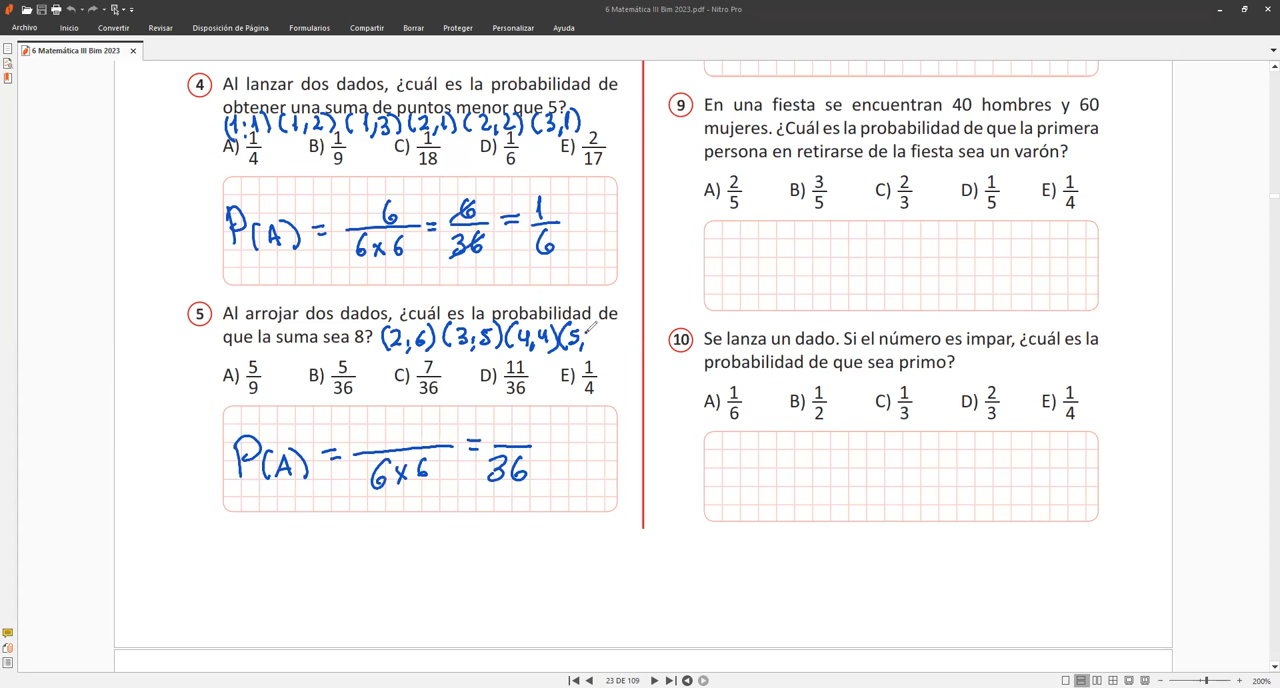 6 Matemática III Bim 2023.pdf - Nitro Pro
Archivo Inicio Convertir Revisar Disposición de Página Formularios Compartir Borrar Proteger Personalizar Ayuda
6 Matemática III Bim 2023
4 Al lanzar dos dados, ¿cuál es la probabilidad de
obtener una suma de puntos menor que 5?
(1;1) (1,2) (1,3) (2,1) (2,2) (3,1)
A) 1/4 B) 1/9 C) 1/18 D) 1/6 E) 2/17
P(A) = 6/6x6 = 6/36 = 1/6
5 Al arrojar dos dados, ¿cuál es la probabilidad de
que la suma sea 8? (2;6) (3;5) (4,4) (5,
A) 5/9 B) 5/36 C) 7/36 D) 11/36 E) 1/4
P(A) = /6x6 = /36
9 En una fiesta se encuentran 40 hombres y 60
mujeres. ¿Cuál es la probabilidad de que la primera
persona en retirarse de la fiesta sea un varón?
A) 2/5 B) 3/5 C) 2/3 D) 1/5 E) 1/4
10 Se lanza un dado. Si el número es impar, ¿cuál es la
probabilidad de que sea primo?
A) 1/6 B) 1/2 C) 1/3 D) 2/3 E) 1/4
23 DE 109
200%